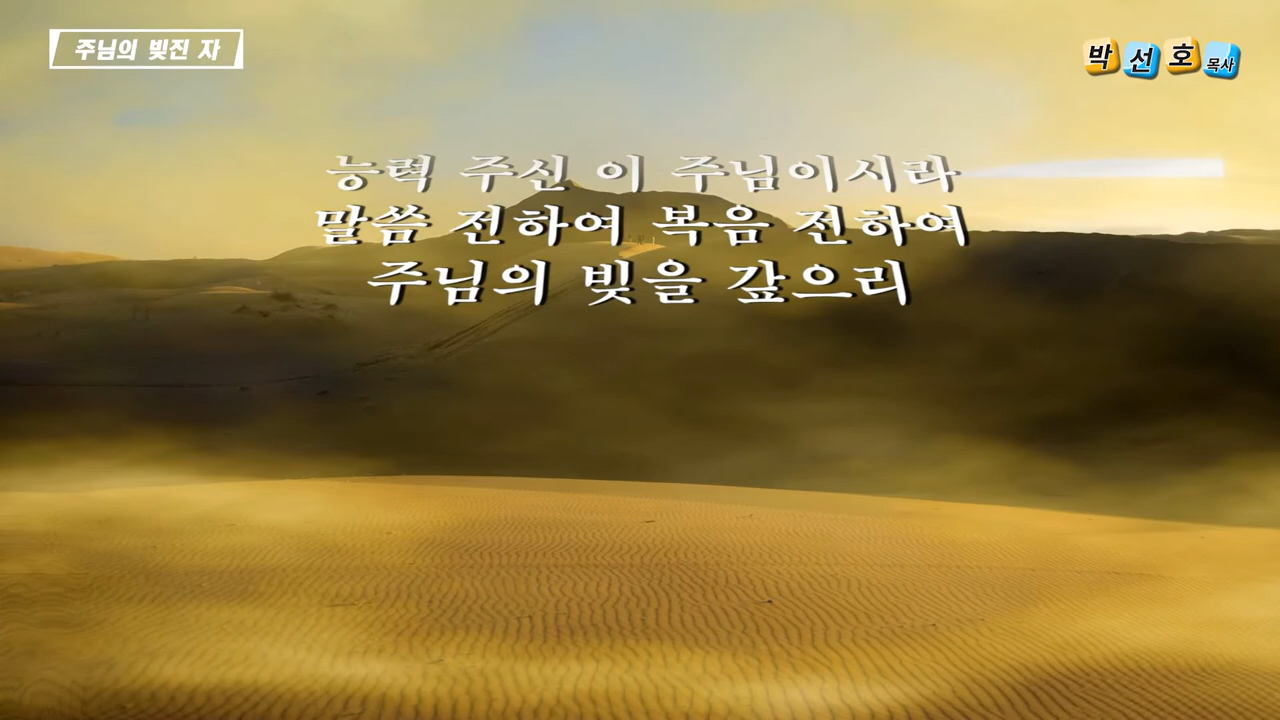 주님의 빚진 자
박선호 목사
능력 주신 이 주님이시라
말씀 전하여 복음 전하여
주님의 빚을 갚으리